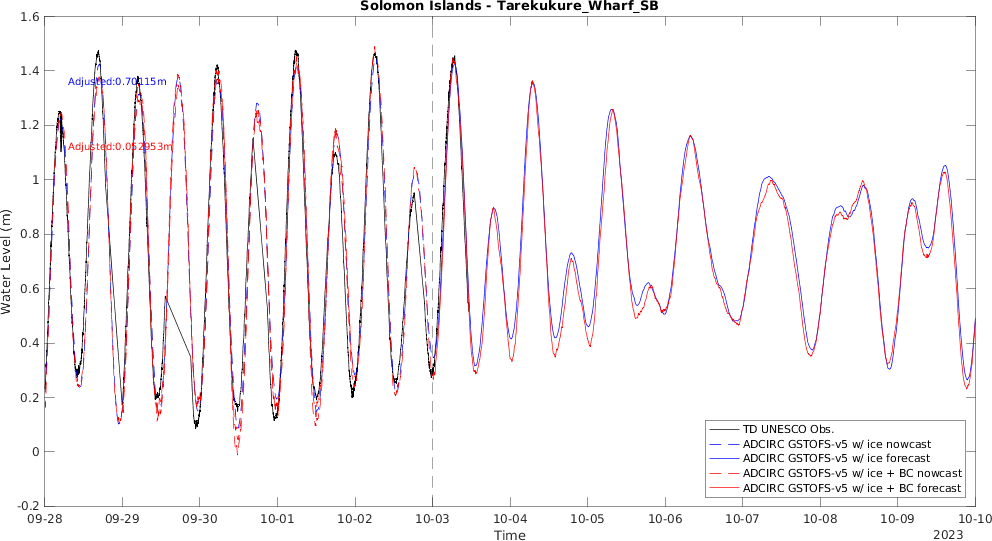 Solomon Islands - Tarekukure_Wharf_SB
1.6
1.4
1.2
1
0.8
0.6
0.4
0.2
0
-0.2
Water Level (m)
Adjusted:0.70115m
Adjusted:0.052953m
TD UNESCO Obs.
ADCIRC GSTOFS-v5 w/ ice nowcast
ADCIRC GSTOFS-v5 w/ ice forecast
ADCIRC GSTOFS-v5 w/ ice + BC nowcast
ADCIRC GSTOFS-v5 w/ ice + BC forecast
09-28 09-29 09-30 10-01 10-02 10-03 10-04 10-05 10-06 10-07 10-08 10-09 10-10
Time
2023